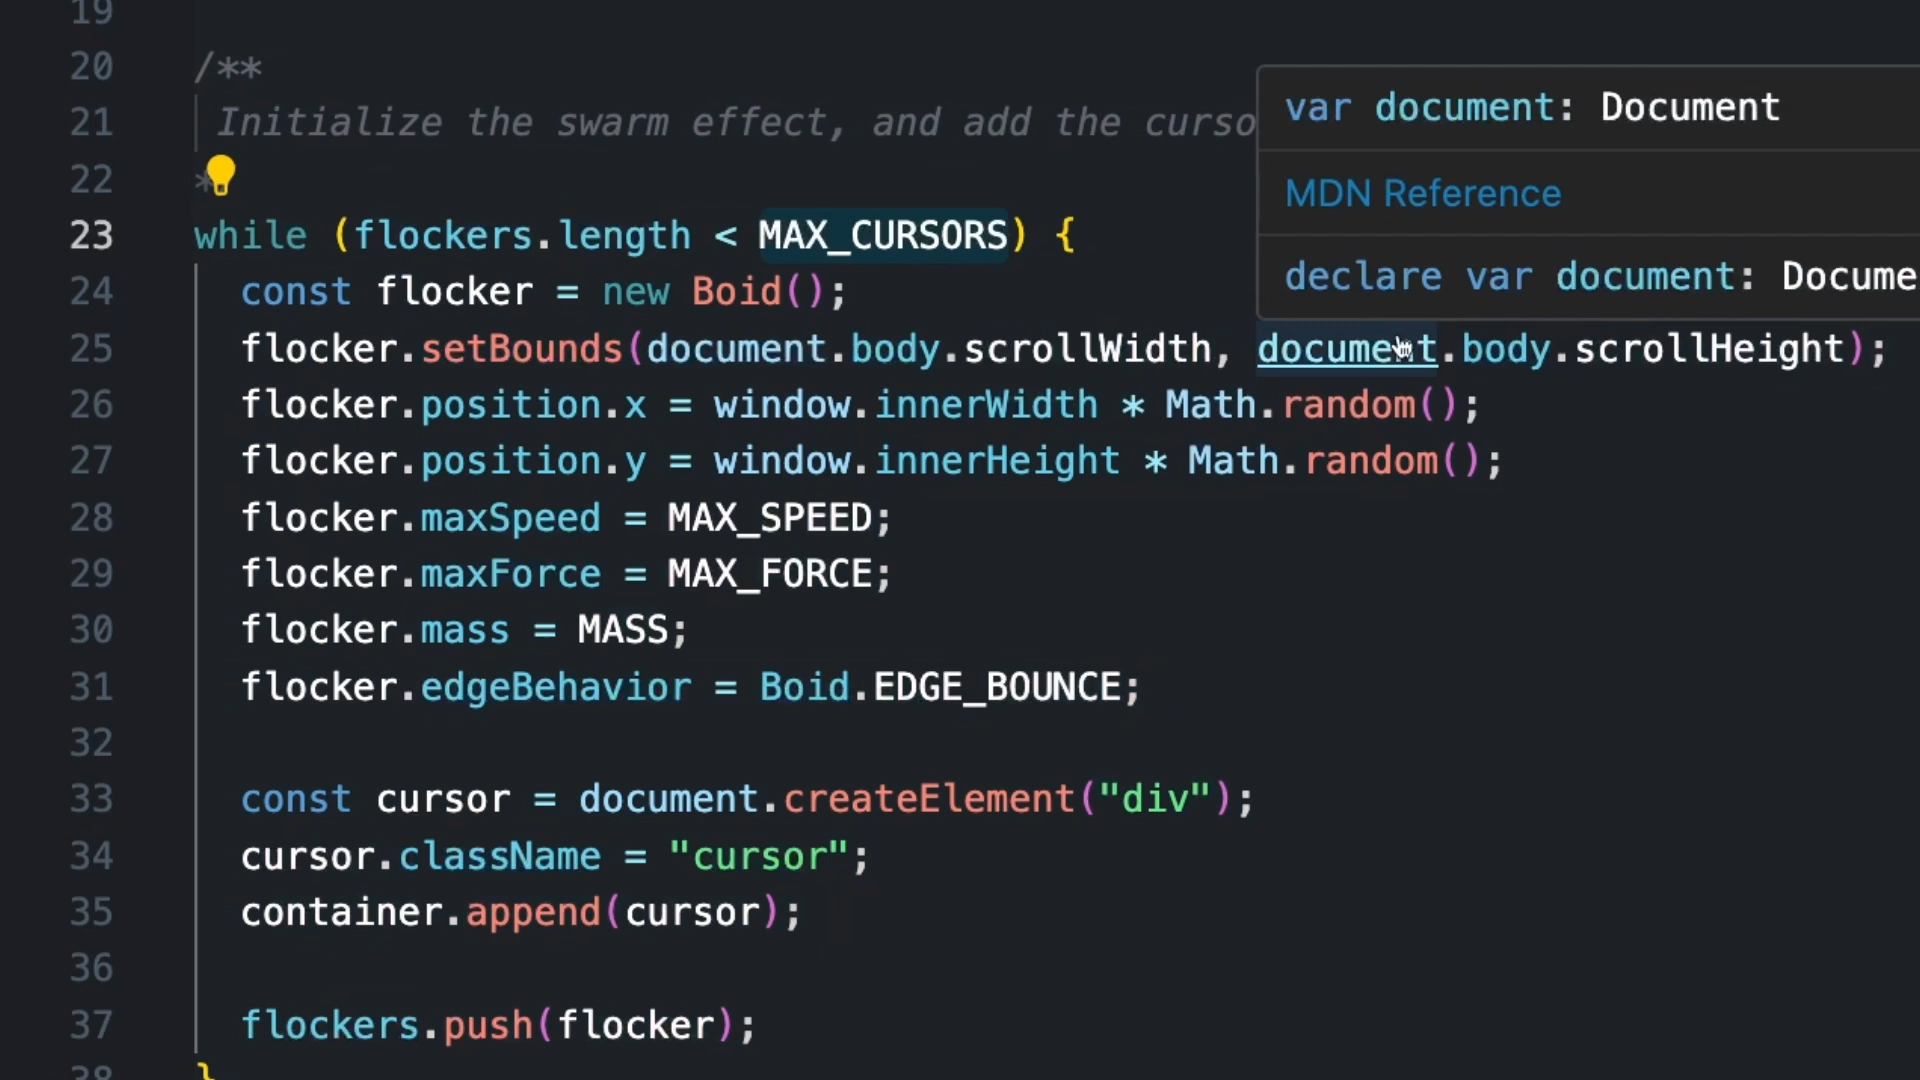 19
20 /**
21 Initialize the swarm effect, and add the curso
22 *
23 while (flockers.length < MAX_CURSORS) {
24 const flocker = new Boid();
25 flocker.setBounds(document.body.scrollWidth, document.body.scrollHeight);
26 flocker.position.x = window.innerWidth * Math.random();
27 flocker.position.y = window.innerHeight * Math.random();
28 flocker.maxSpeed = MAX_SPEED;
29 flocker.maxForce = MAX_FORCE;
30 flocker.mass = MASS;
31 flocker.edgeBehavior = Boid.EDGE_BOUNCE;
32
33 const cursor = document.createElement("div");
34 cursor.className = "cursor";
35 container.append(cursor);
36
37 flockers.push(flocker);
38 }
var document: Document
MDN Reference
declare var document: Docume